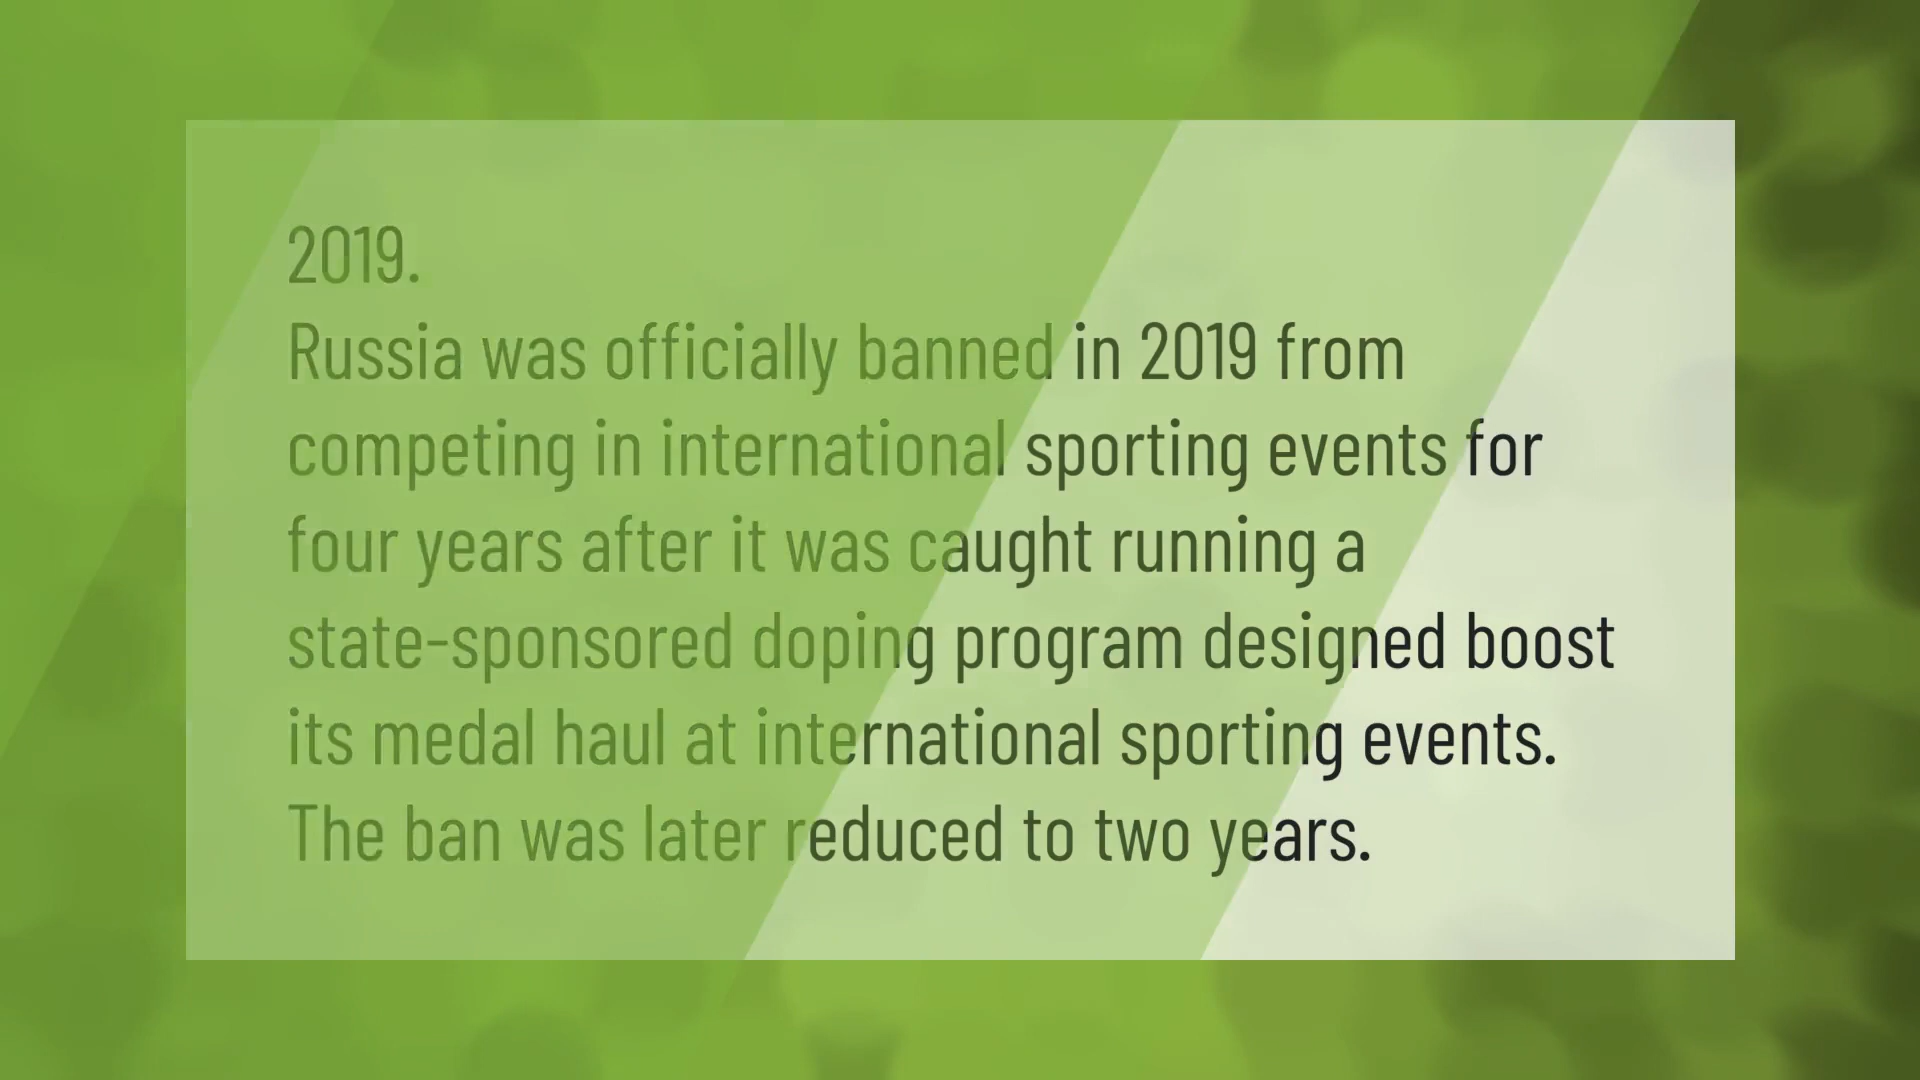 2019.
Russia was officially banned in 2019 from
competing in international sporting events for
four years after it was caught running a
state-sponsored doping program designed boost
its medal haul at international sporting events.
The ban was later reduced to two years.